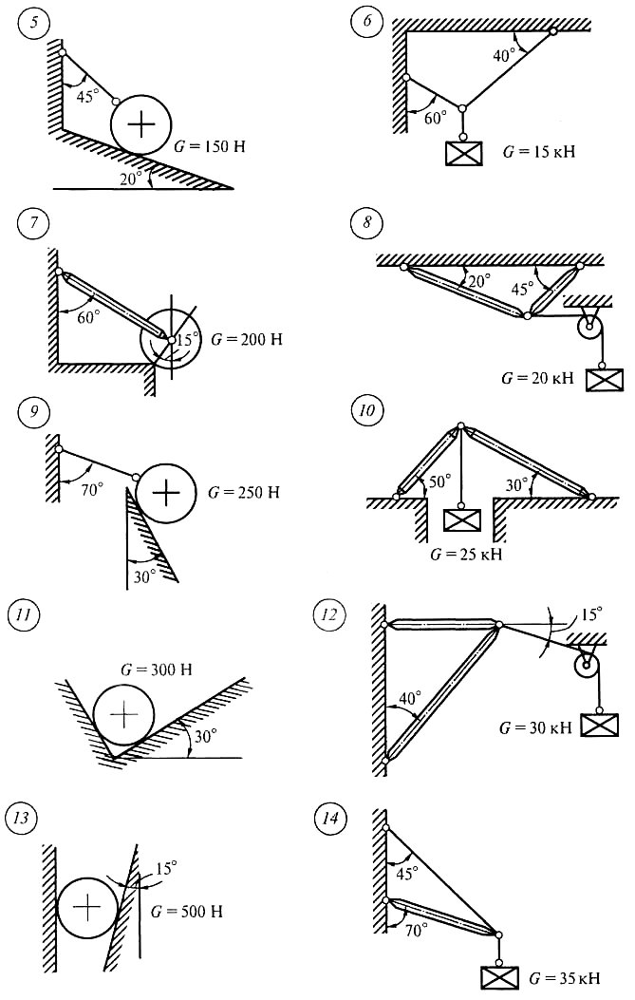 5
45°
G = 150 Н
20°
6
40°
60°
G = 15 кН
7
60°
15°
G = 200 Н
8
20°
45°
G = 20 кН
9
70°
G = 250 Н
30°
10
50°
30°
G = 25 кН
11
G = 300 Н
30°
12
15°
40°
G = 30 кН
13
15°
G = 500 Н
14
45°
70°
G = 35 кН